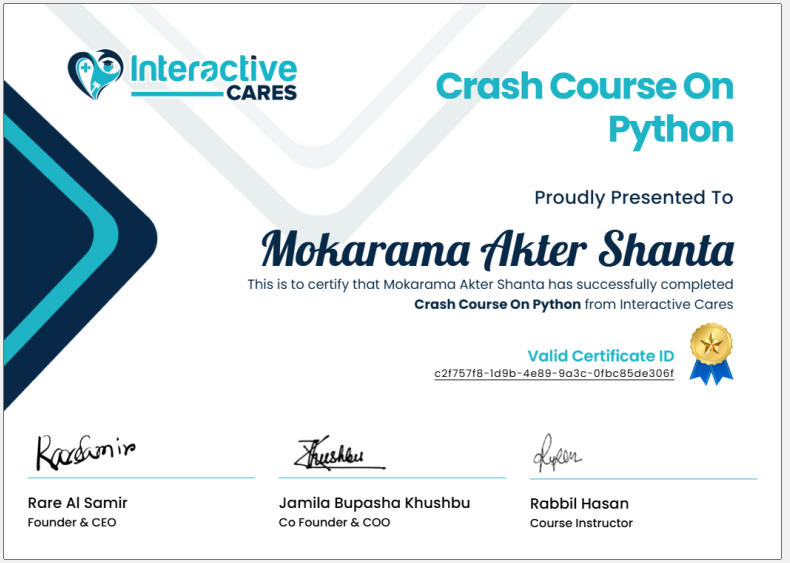 Interactive
CARES
Crash Course On
Python
Proudly Presented To
Mokarama Akter Shanta
This is to certify that Mokarama Akter Shanta has successfully completed
Crash Course On Python from Interactive Cares
Valid Certificate ID
c2f757f8-1d9b-4e89-9a3c-0fbc85de306f
RareSamir
Khushbu
Rare Al Samir
Founder & CEO
Jamila Bupasha Khushbu
Co Founder & COO
Rabbil Hasan
Course Instructor